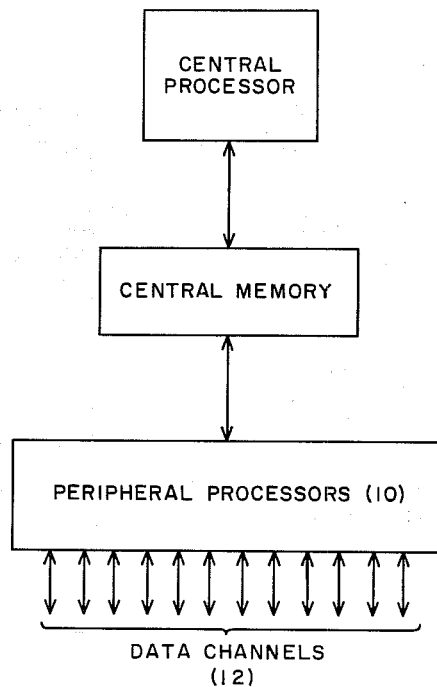 CENTRAL
PROCESSOR
CENTRAL MEMORY
PERIPHERAL PROCESSORS (10)
DATA CHANNELS
(12)